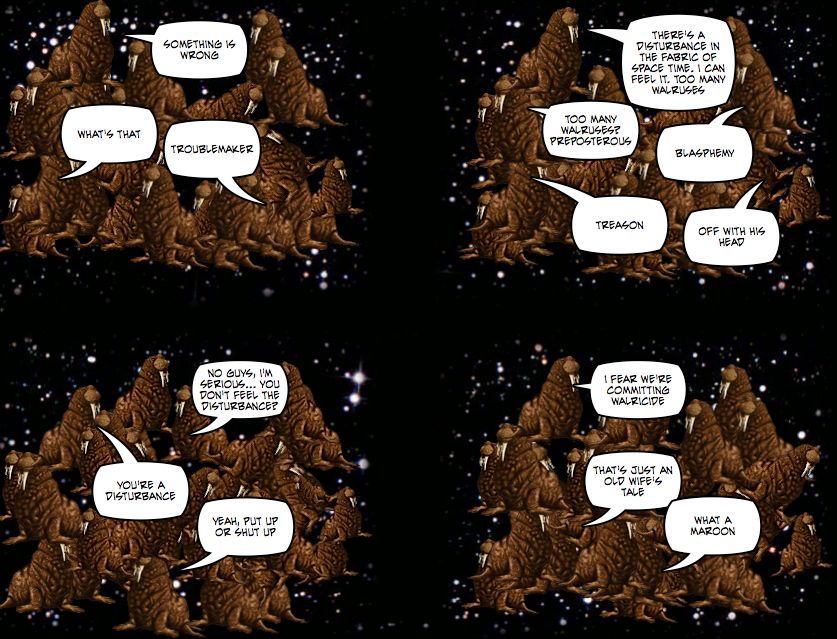 SOMETHING IS
WRONG
WHAT'S THAT
TROUBLEMAKER
THERE'S A
DISTURBANCE IN
THE FABRIC OF
SPACE TIME. I CAN
FEEL IT. TOO MANY
WALRUSES
TOO MANY
WALRUSES?
PREPOSTEROUS
BLASPHEMY
TREASON
OFF WITH HIS
HEAD
NO GUYS, I'M
SERIOUS... YOU
DON'T FEEL THE
DISTURBANCE?
YOU'RE A
DISTURBANCE
YEAH, PUT UP
OR SHUT UP
I FEAR WE'RE
COMMITTING
WALRICIDE
THAT'S JUST AN
OLD WIFE'S
TALE
WHAT A
MAROON